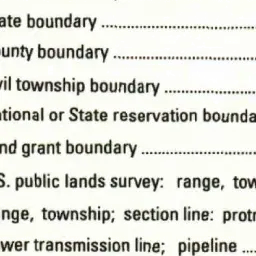 ate boundary ....................
unty boundary ..................
vil township boundary ............
ational or State reservation bounda
nd grant boundary ..............
S. public lands survey: range, tow
nge, township; section line: protr
wer transmission line; pipeline ....